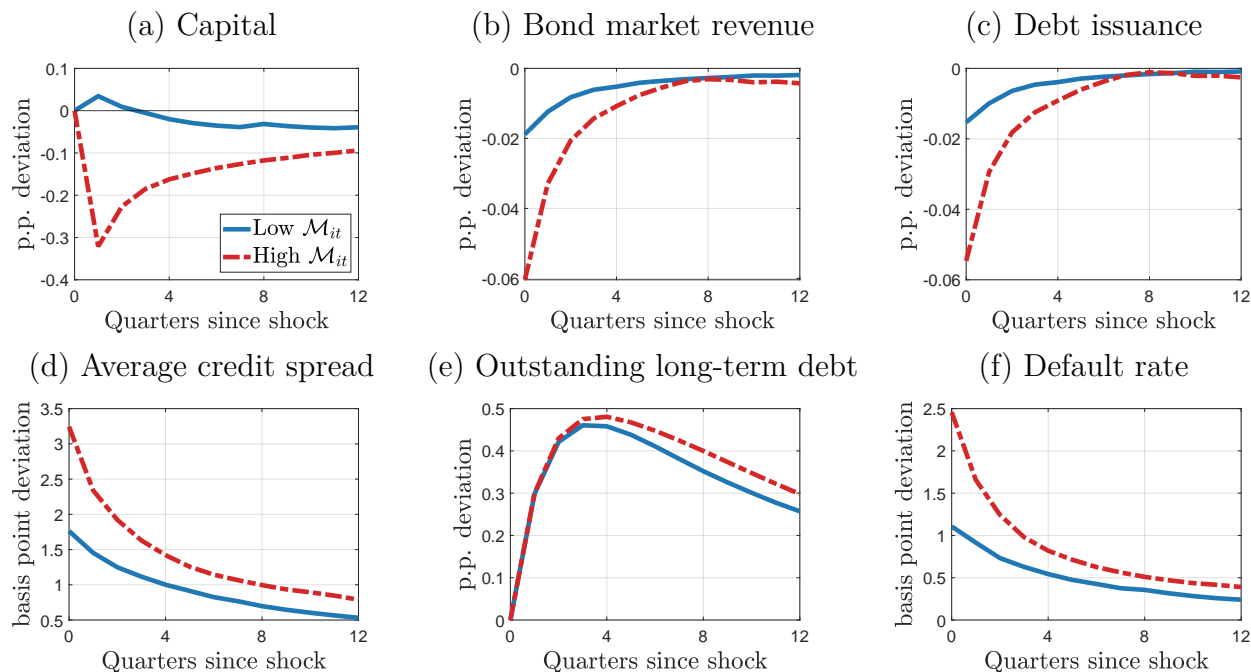 (a) Capital
(b) Bond market revenue
(c) Debt issuance
p.p. deviation
0.1
0
-0.1
-0.2
-0.3
-0.4
Low 𝓜it
High 𝓜it
0 4 8 12
Quarters since shock
p.p. deviation
0
-0.02
-0.04
-0.06
0 4 8 12
Quarters since shock
p.p. deviation
0
-0.02
-0.04
-0.06
0 4 8 12
Quarters since shock
(d) Average credit spread
(e) Outstanding long-term debt
(f) Default rate
basis point deviation
3.5
3
2.5
2
1.5
1
0.5
0 4 8 12
Quarters since shock
p.p. deviation
0.5
0.4
0.3
0.2
0.1
0
0 4 8 12
Quarters since shock
basis point deviation
2.5
2
1.5
1
0.5
0
0 4 8 12
Quarters since shock